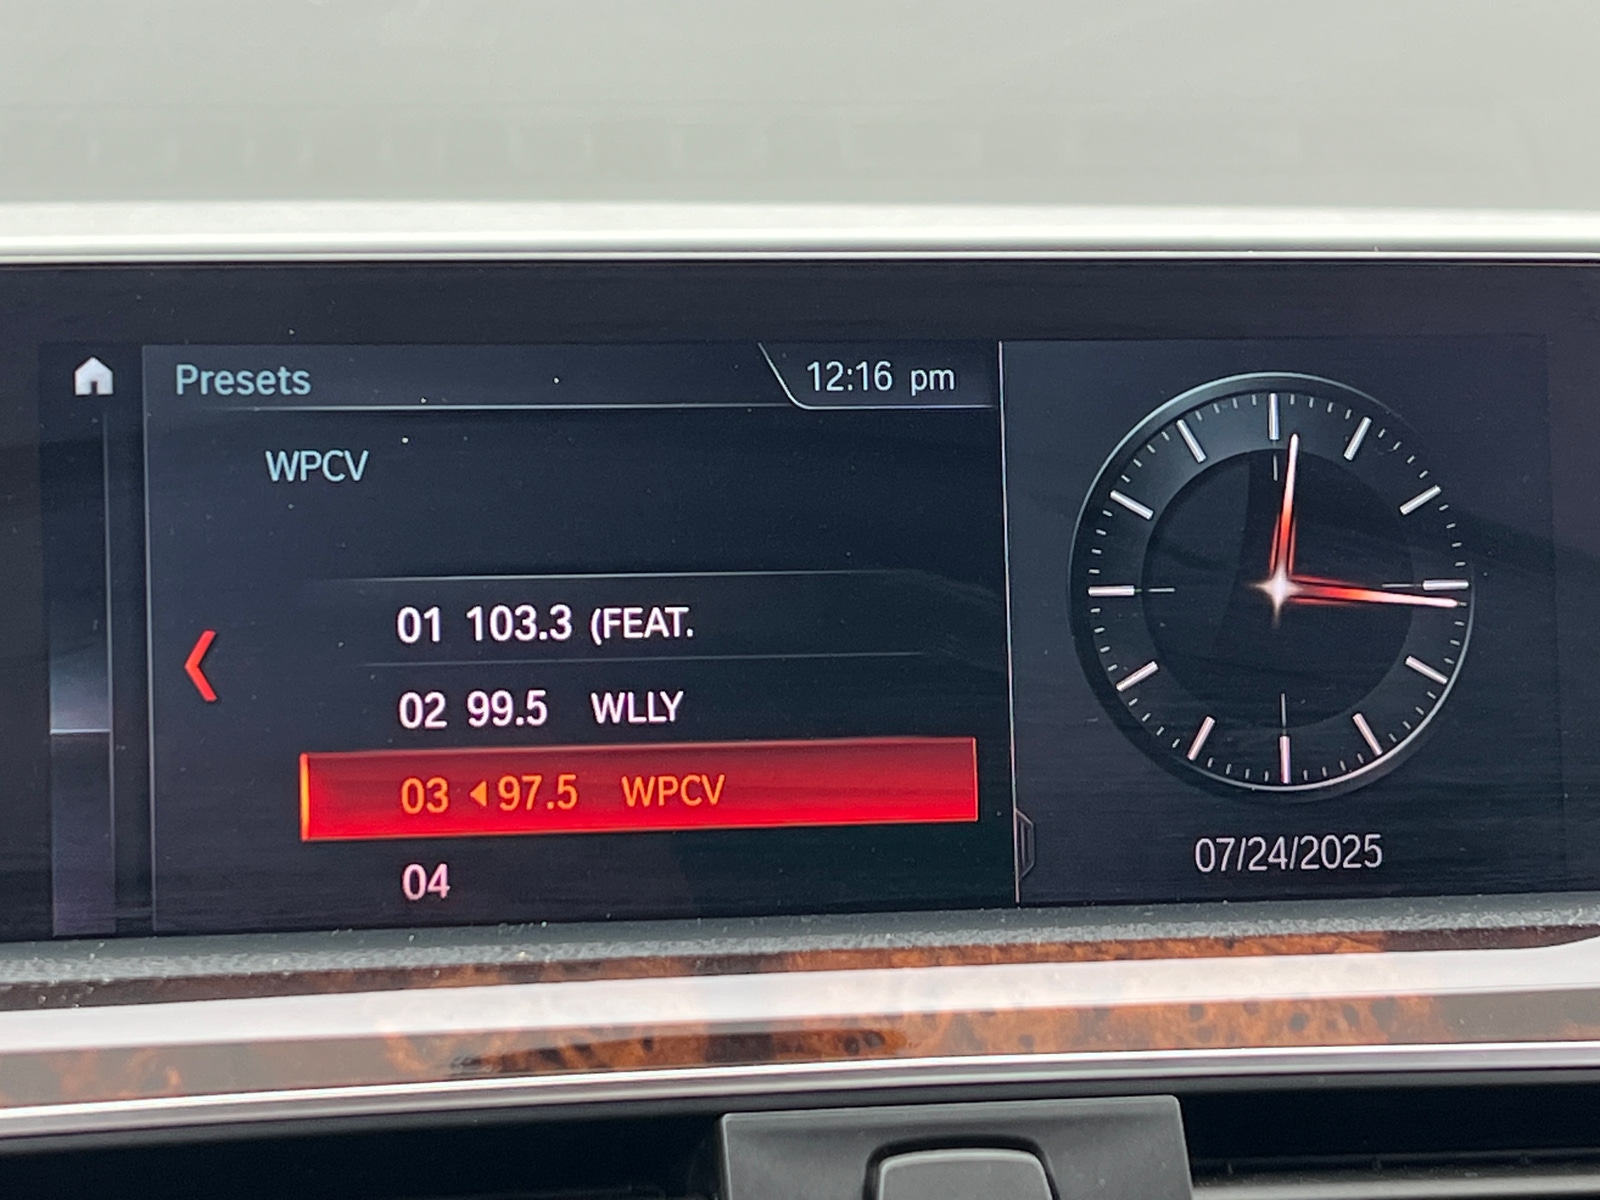 Presets
12:16 pm
WPCV
01 103.3 (FEAT.
02 99.5 WLLY
03 ◄97.5 WPCV
04
07/24/2025